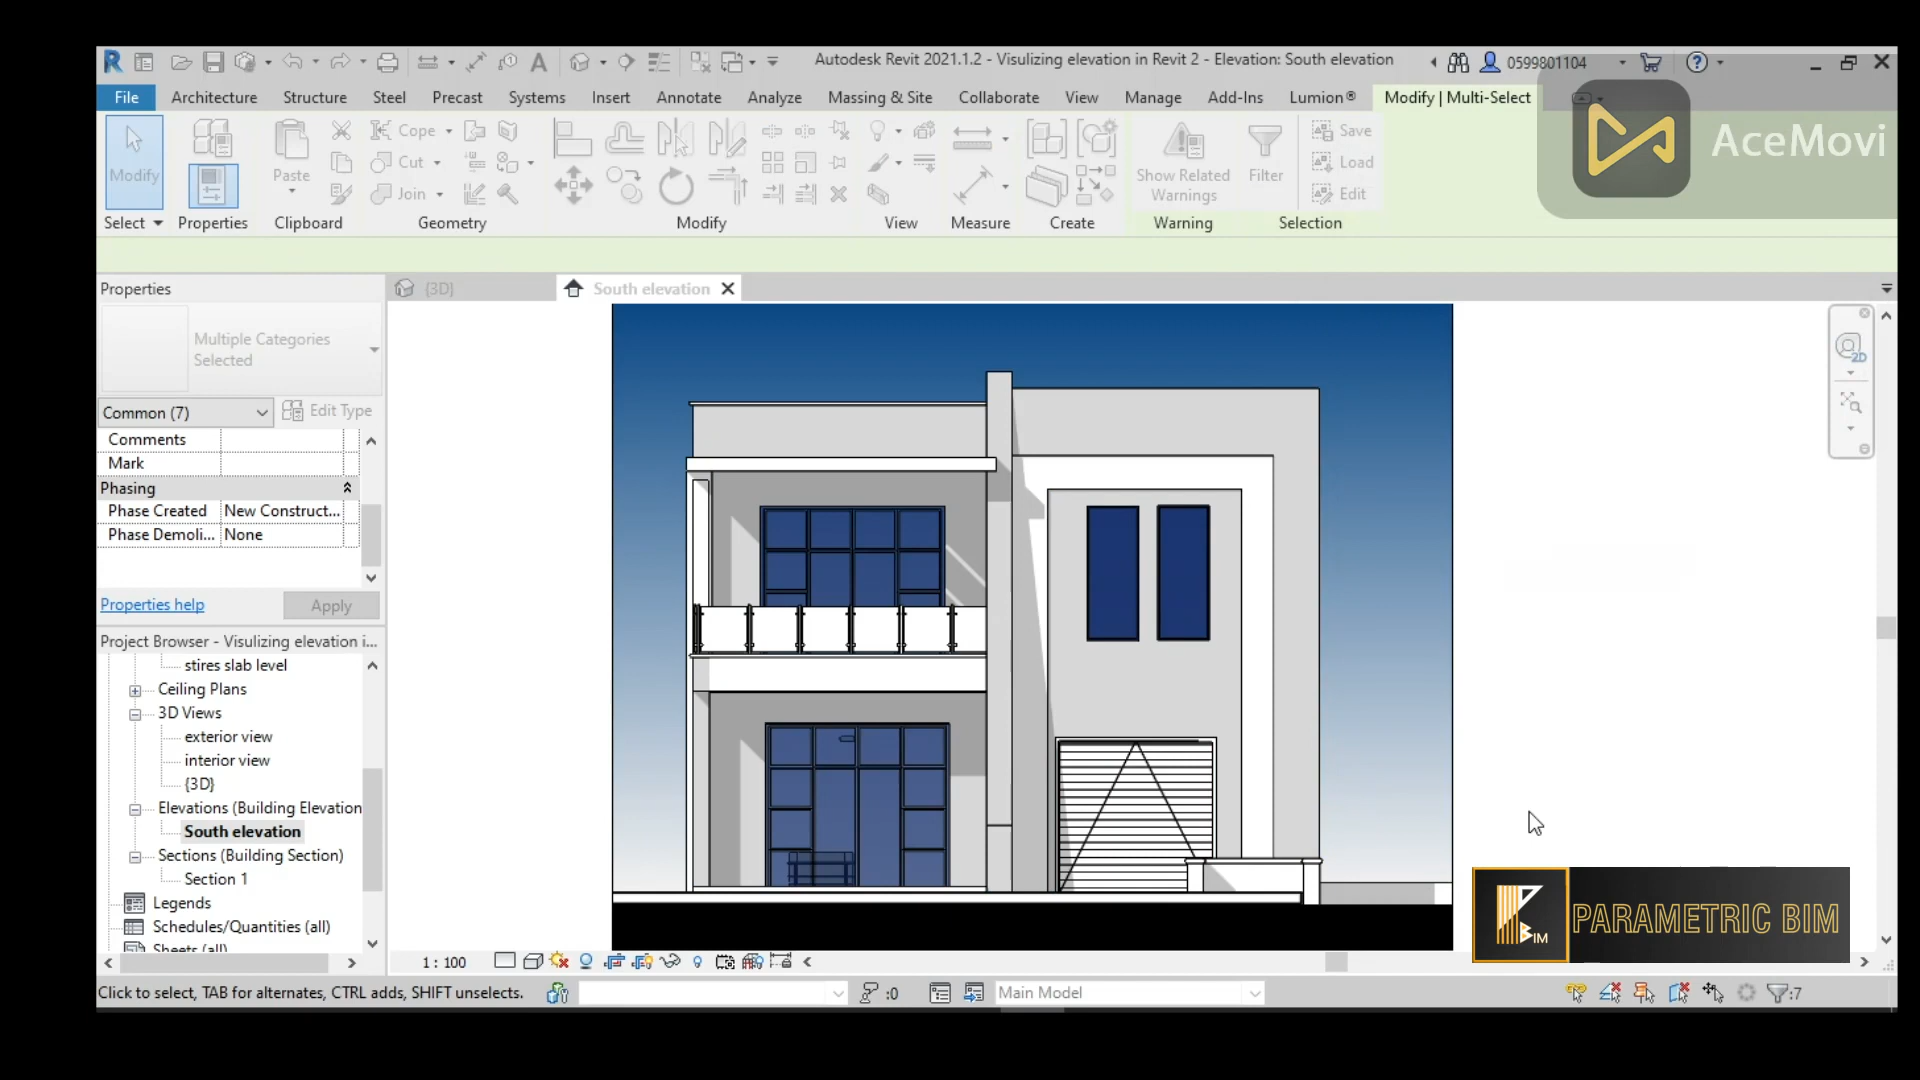 Autodesk Revit 2021.1.2 - Visulizing elevation in Revit 2 - Elevation: South elevation
0599801104
File Architecture Structure Steel Precast Systems Insert Annotate Analyze Massing & Site Collaborate View Manage Add-Ins Lumion® Modify | Multi-Select
AceMovi
Modify
Paste
Cope
Cut
Join
Show Related Warnings
Filter
Save
Load
Edit
Select Properties Clipboard Geometry Modify View Measure Create Warning Selection
Properties
{3D}
South elevation
2D
Multiple Categories
Selected
Common (7)
Edit Type
Comments
Mark
Phasing
Phase Created New Construct...
Phase Demoli... None
Properties help
Apply
Project Browser - Visulizing elevation i...
stires slab level
Ceiling Plans
3D Views
exterior view
interior view
{3D}
Elevations (Building Elevation
South elevation
Sections (Building Section)
Section 1
Legends
Schedules/Quantities (all)
Sheets (all)
BIM
PARAMETRIC BIM
1 : 100
Click to select, TAB for alternates, CTRL adds, SHIFT unselects.
:0
Main Model
:7